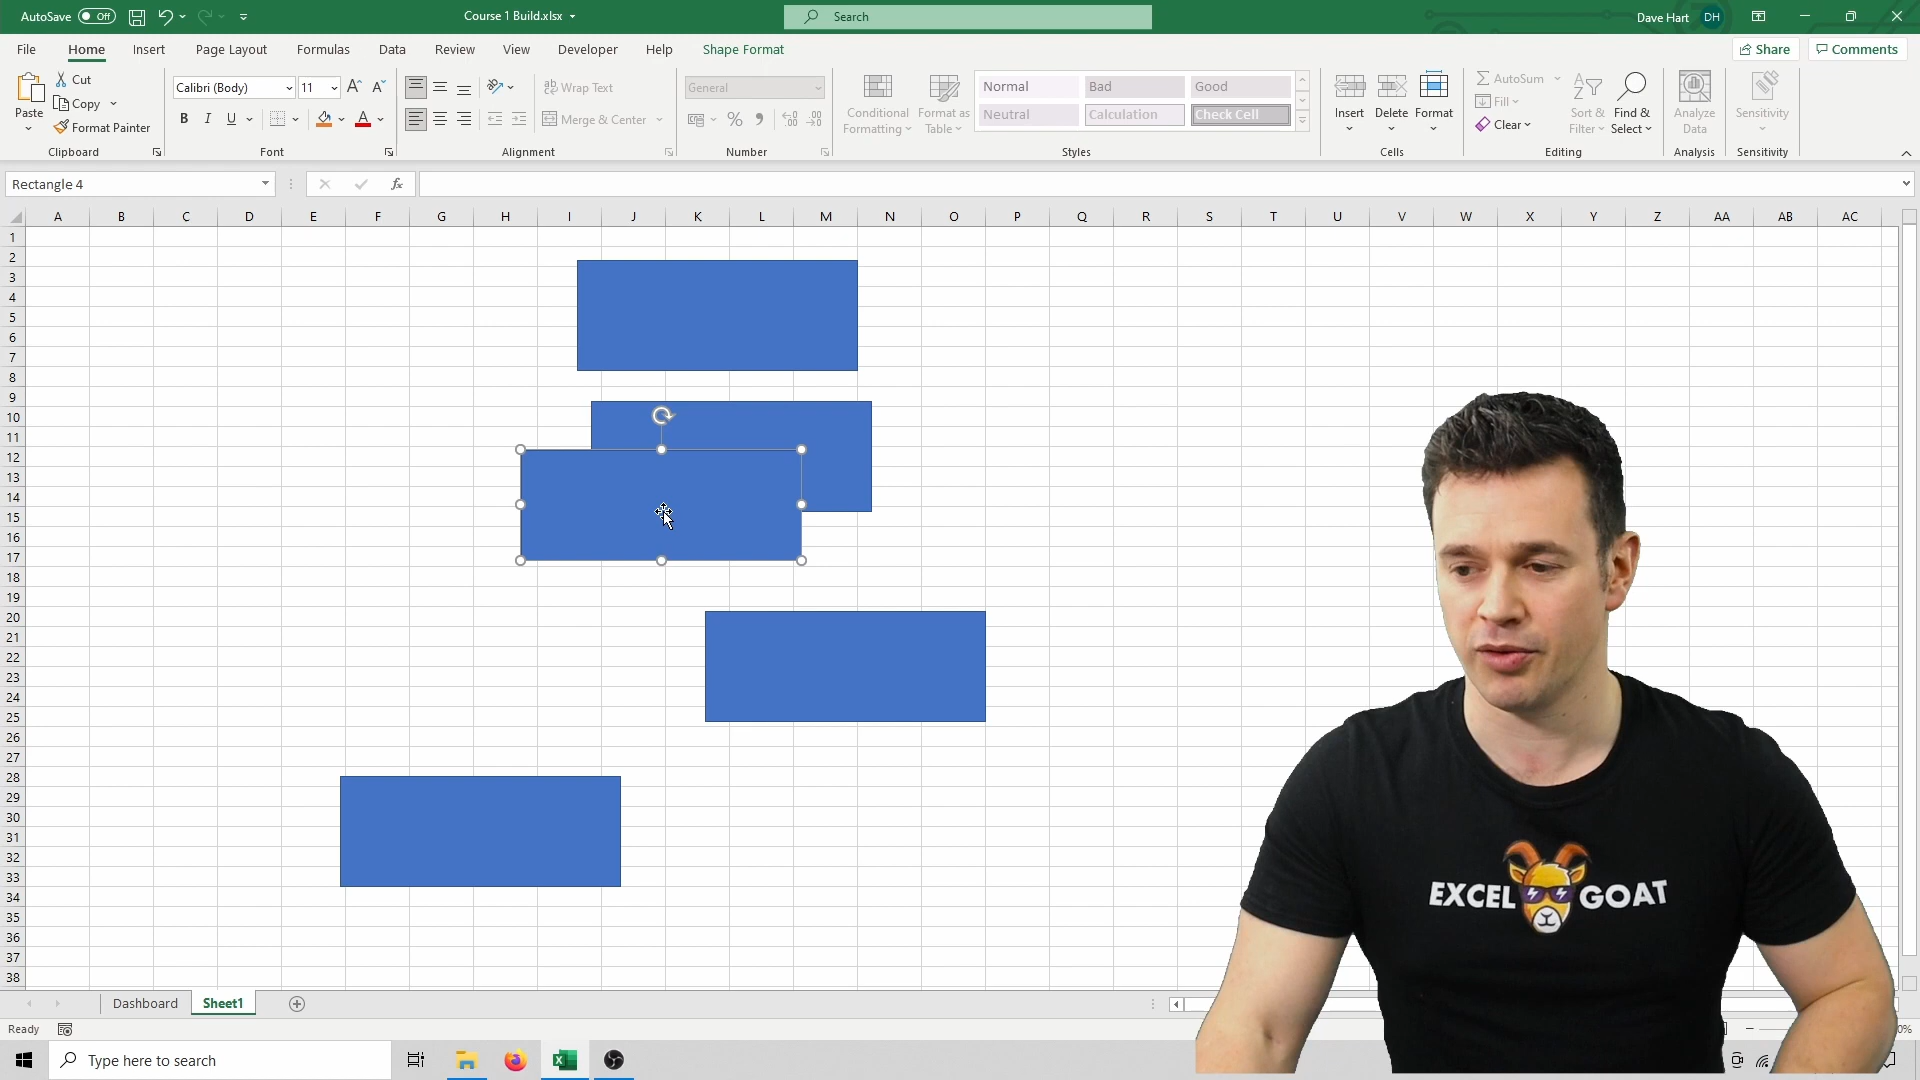 AutoSave Off
Course 1 Build.xlsx
Search
Dave Hart DH
File Home Insert Page Layout Formulas Data Review View Developer Help Shape Format
Share Comments
Paste
Cut
Copy
Format Painter
Clipboard
Calibri (Body) 11
B I U
Font
Wrap Text
Merge & Center
Alignment
General
Number
Conditional Formatting
Format as Table
Normal Bad Good
Neutral Calculation Check Cell
Styles
Insert Delete Format
Cells
AutoSum
Fill
Clear
Sort & Filter
Find & Select
Editing
Analyze Data
Analysis
Sensitivity
Sensitivity
Rectangle 4
fx
A B C D E F G H I J K L M N O P Q R S T U V W X Y Z AA AB AC
1
2
3
4
5
6
7
8
9
10
11
12
13
14
15
16
17
18
19
20
21
22
23
24
25
26
27
28
29
30
31
32
33
34
35
36
37
38
EXCEL GOAT
Dashboard Sheet1
Ready
0%
Type here to search